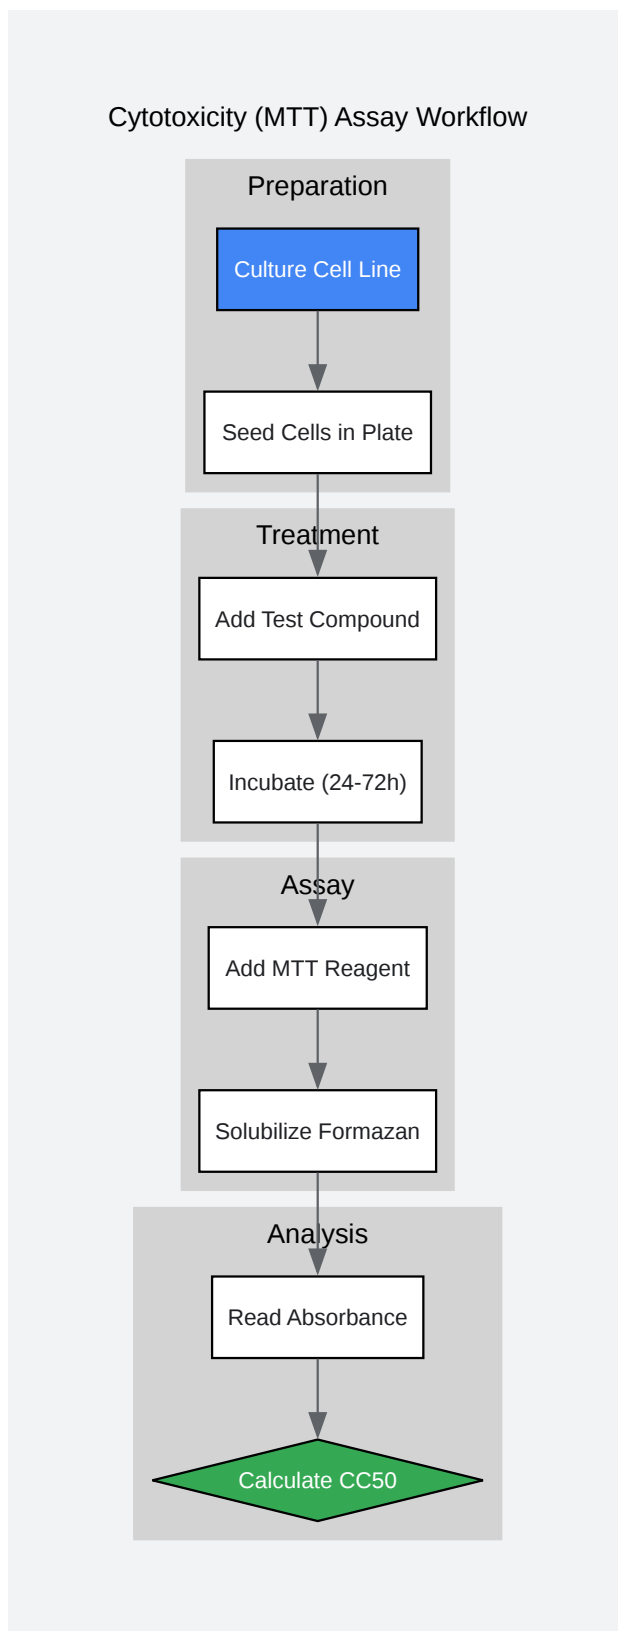 Cytotoxicity (MTT) Assay Workflow
Preparation
Culture Cell Line
Seed Cells in Plate
Treatment
Add Test Compound
Incubate (24-72h)
Assay
Add MTT Reagent
Solubilize Formazan
Analysis
Read Absorbance
Calculate CC50